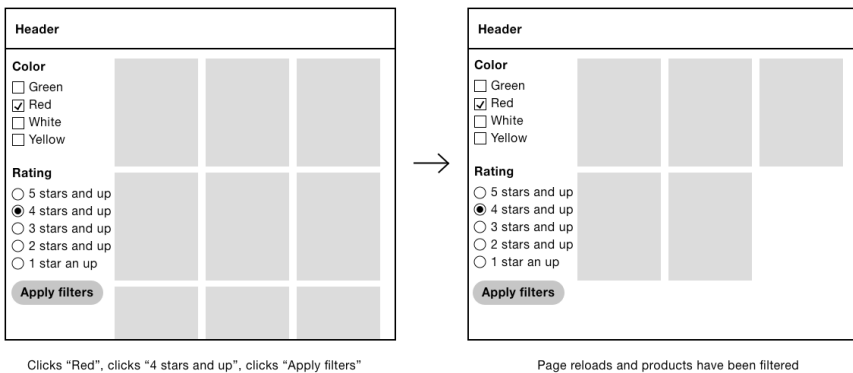 Header
Color
Green
Red
White
Yellow
Rating
5 stars and up
4 stars and up
3 stars and up
2 stars and up
1 star an up
Apply filters
Clicks “Red”, clicks “4 stars and up”, clicks “Apply filters”
Header
Color
Green
Red
White
Yellow
Rating
5 stars and up
4 stars and up
3 stars and up
2 stars and up
1 star an up
Apply filters
Page reloads and products have been filtered